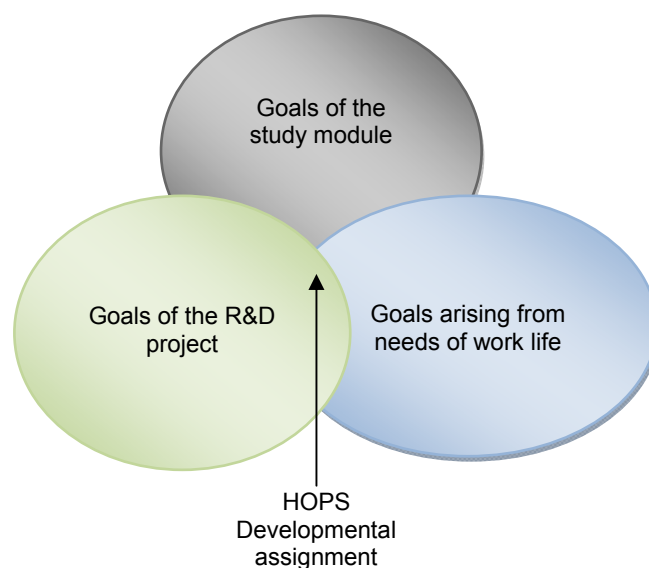 Goals of the
study module
Goals of the R&D
project
Goals arising from
needs of work life
HOPS
Developmental
assignment